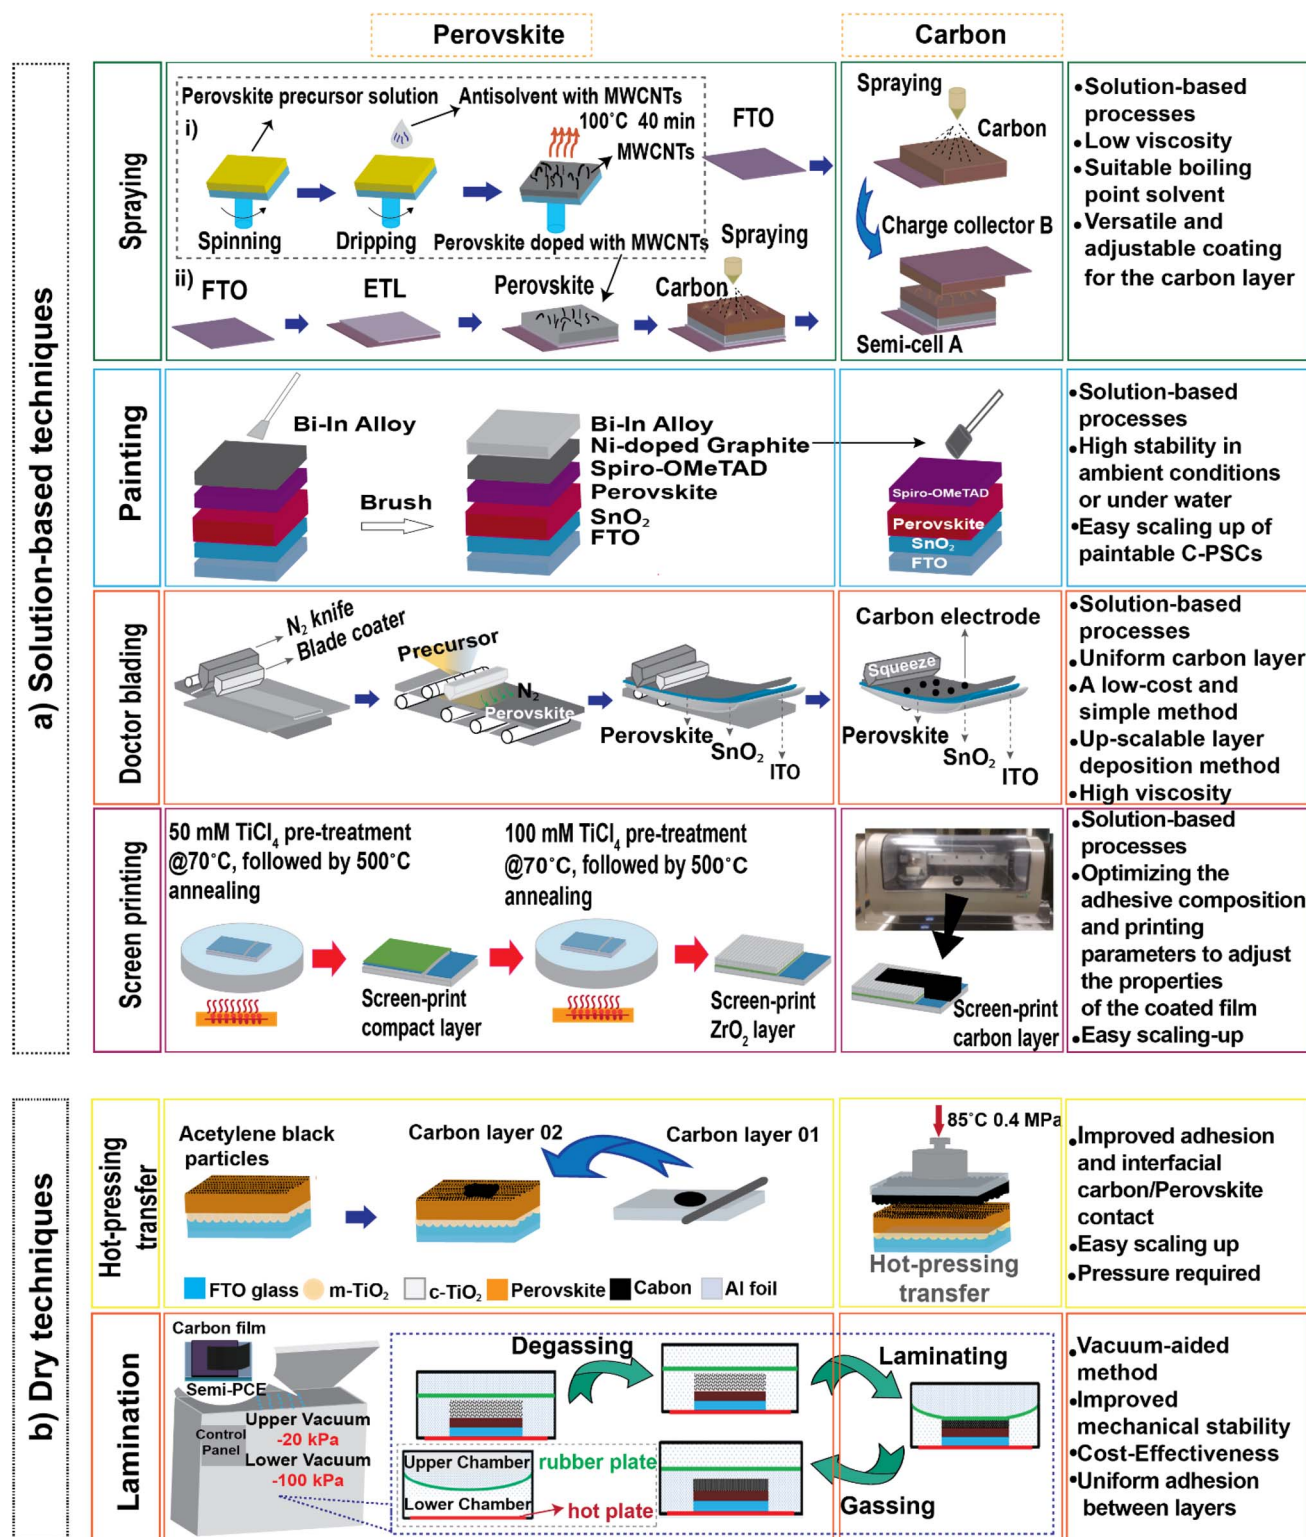 Perovskite
Carbon
a) Solution-based techniques
Spraying
Perovskite precursor solution
Antisolvent with MWCNTs
i)
100°C 40 min
MWCNTs
FTO
Spinning
Dripping
Perovskite doped with MWCNTs
ii)
FTO
ETL
Perovskite
Carbon
Spraying
Spraying
Carbon
Charge collector B
Semi-cell A
•Solution-based
processes
•Low viscosity
•Suitable boiling
point solvent
•Versatile and
adjustable coating
for the carbon layer
Painting
Bi-In Alloy
Brush
Bi-In Alloy
Ni-doped Graphite
Spiro-OMeTAD
Perovskite
SnO₂
FTO
Spiro-OMeTAD
Perovskite
SnO₂
FTO
•Solution-based
processes
•High stability in
ambient conditions
or under water
•Easy scaling up of
paintable C-PSCs
Doctor blading
N₂ knife
Blade coater
Precursor
N₂
Perovskite
Perovskite
SnO₂
ITO
Carbon electrode
Squeeze
Perovskite
SnO₂
ITO
•Solution-based
processes
•Uniform carbon layer
•A low-cost and
simple method
•Up-scalable layer
deposition method
•High viscosity
Screen printing
50 mM TiCl₄ pre-treatment
@70°C, followed by 500°C
annealing
100 mM TiCl₄ pre-treatment
@70°C, followed by 500°C
annealing
Screen-print
compact layer
Screen-print
ZrO₂ layer
Screen-print
carbon layer
•Solution-based
processes
•Optimizing the
adhesive composition
and printing
parameters to adjust
the properties
of the coated film
•Easy scaling-up
b) Dry techniques
Hot-pressing
transfer
Acetylene black
particles
Carbon layer 02
Carbon layer 01
FTO glass
m-TiO₂
c-TiO₂
Perovskite
Cabon
Al foil
85°C 0.4 MPa
Hot-pressing
transfer
•Improved adhesion
and interfacial
carbon/Perovskite
contact
•Easy scaling up
•Pressure required
Lamination
Carbon film
Semi-PCE
Control
Panel
Upper Vacuum
-20 kPa
Lower Vacuum
-100 kPa
Degassing
Laminating
Gassing
Upper Chamber
Lower Chamber
rubber plate
hot plate
•Vacuum-aided
method
•Improved
mechanical stability
•Cost-Effectiveness
•Uniform adhesion
between layers